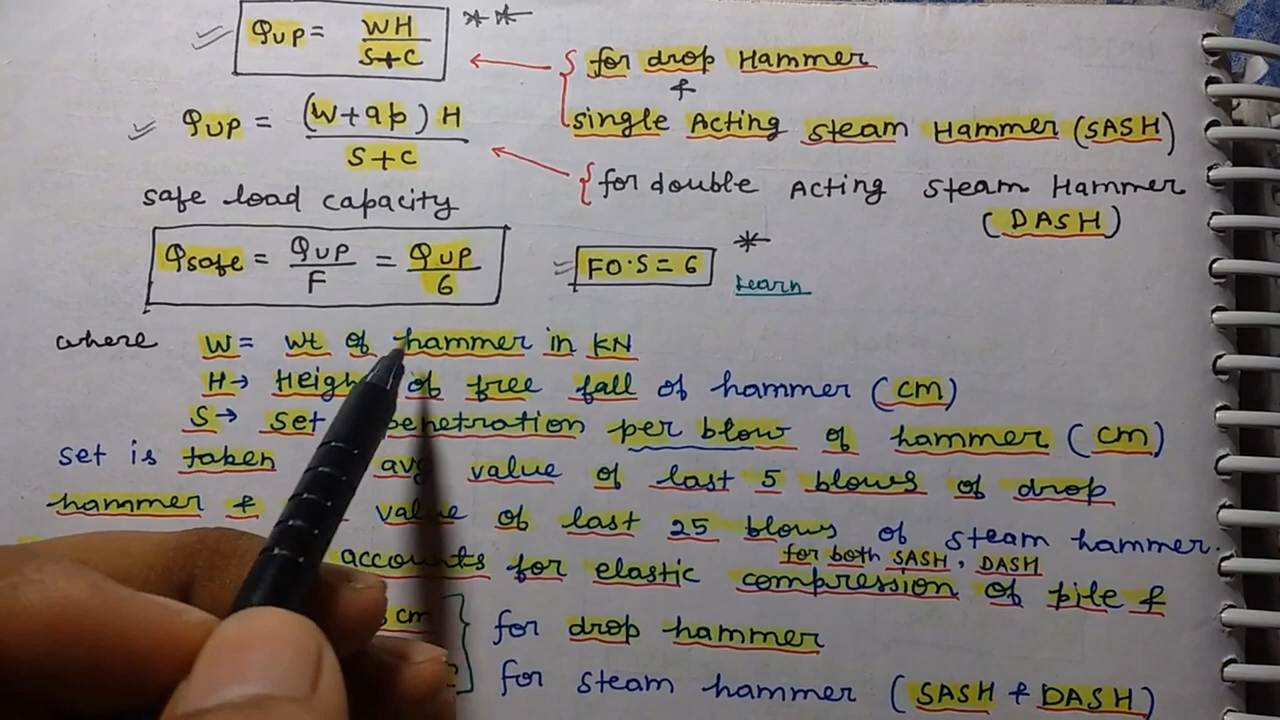 Qup = WH / S+C **
{ for drop Hammer
&
single Acting steam Hammer (SASH)
Qup = (W+ap) H / S+C
{ for double Acting Steam Hammer
(DASH)
safe load capacity
Qsafe = Qup / F = Qup / 6
F0.S = 6 *
Learn
where W = wt of hammer in kN
H → Height of free fall of hammer (cm)
S → set penetration per blow of hammer (cm)
set is taken avg value of last 5 blows of drop
hammer & value of last 25 blows of steam hammer.
for both SASH, DASH
accounts for elastic compression of pile &
cm } for drop hammer
for steam hammer (SASH & DASH)